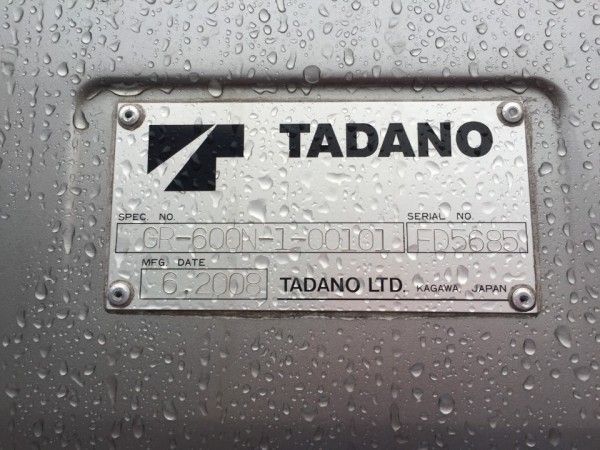 TADANO
SPEC. NO. SERIAL NO.
GR-600N-1-00101 FD5685
MFG. DATE
6.2008 TADANO LTD. KAGAWA, JAPAN